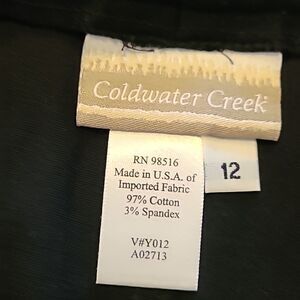 Coldwater Creek
RN 98516
Made in U.S.A. of
Imported Fabric
97% Cotton
3% Spandex
V#Y012
A02713
12